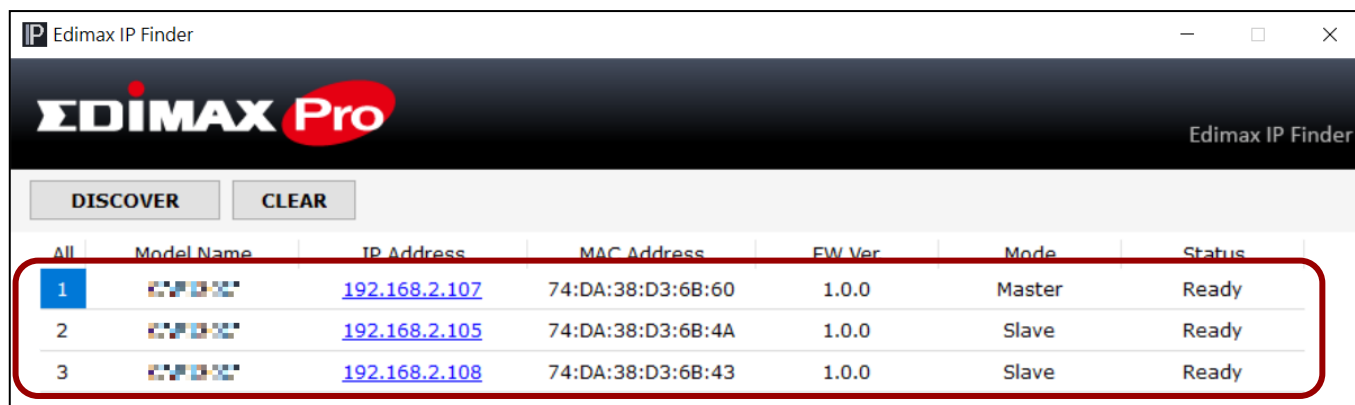 IP Edimax IP Finder
EDIMAX Pro
Edimax IP Finder
DISCOVER CLEAR
All Model Name IP Address MAC Address FW Ver Mode Status
1 192.168.2.107 74:DA:38:D3:6B:60 1.0.0 Master Ready
2 192.168.2.105 74:DA:38:D3:6B:4A 1.0.0 Slave Ready
3 192.168.2.108 74:DA:38:D3:6B:43 1.0.0 Slave Ready